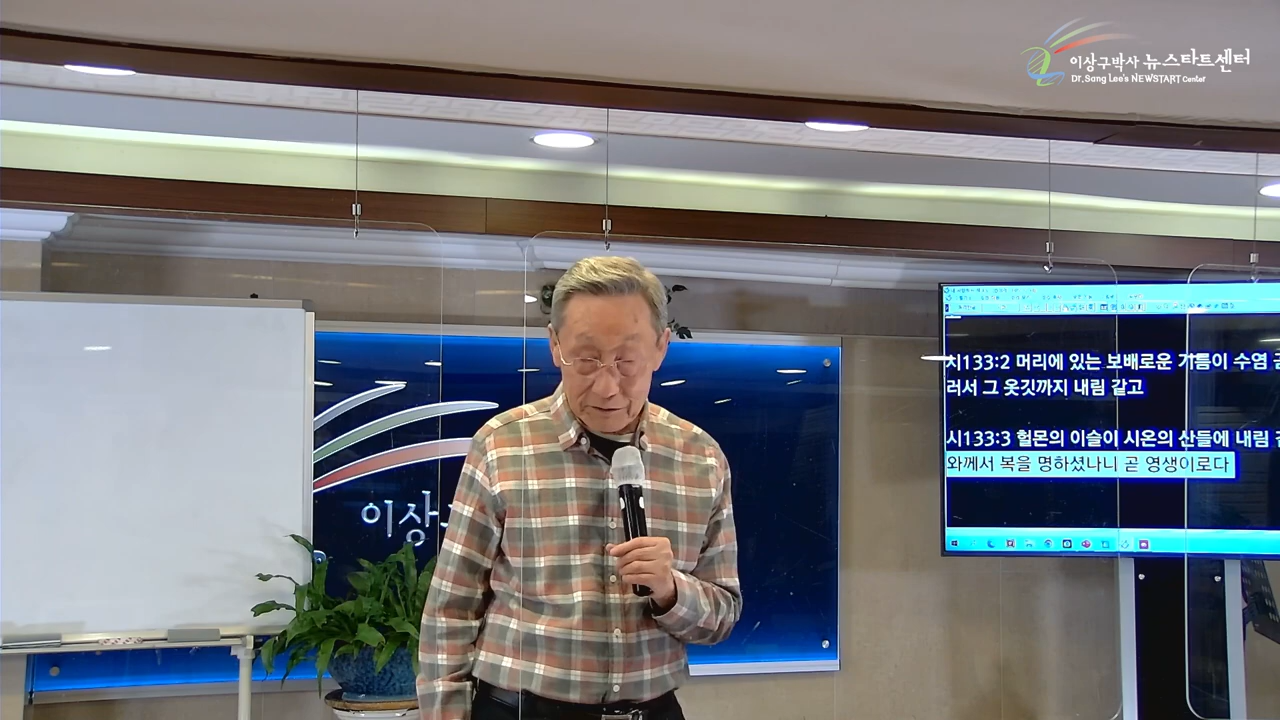 이상구박사 뉴스타트센터
Dr. Sang Lee's NEWSTART Center
이상
시133:2 머리에 있는 보배로운 기름이 수염
러서 그 옷깃까지 내림 같고
시133:3 헐몬의 이슬이 시온의 산들에 내림
와께서 복을 명하셨나니 곧 영생이로다